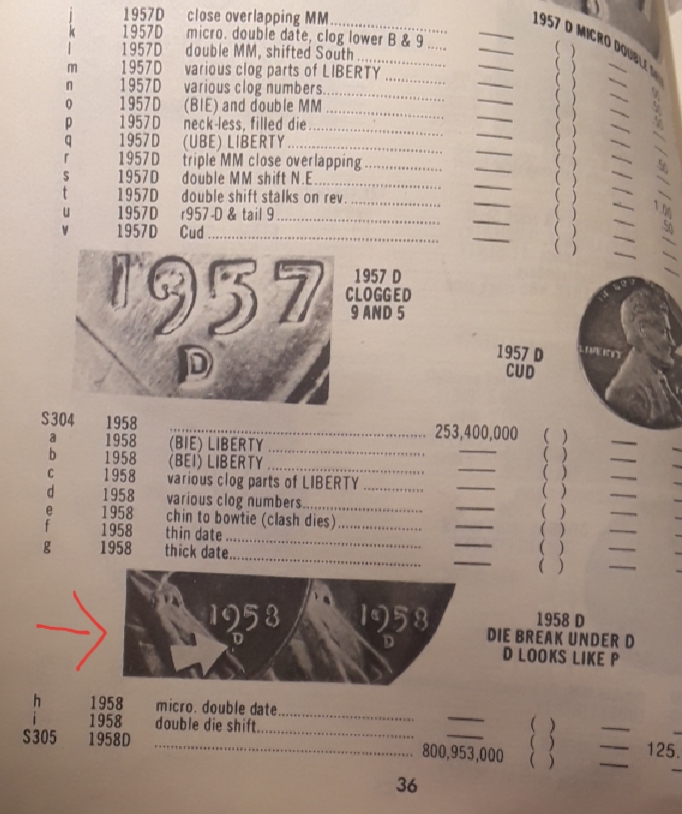 j 1957D close overlapping MM
k 1957D micro. double date, clog lower B & 9
l 1957D double MM, shifted South
m 1957D various clog parts of LIBERTY
n 1957D various clog numbers
o 1957D (BIE) and double MM
p 1957D neck-less, filled die
q 1957D (UBE) LIBERTY
r 1957D triple MM close overlapping .50
s 1957D double MM shift N.E.
t 1957D double shift stalks on rev. 1.00
u 1957D r957-D & tail 9 .50
v 1957D Cud
1957 D MICRO DOUBLE
1957
D
1957 D
CLOGGED
9 AND 5
1957 D
CUD
LIBERTY
S304 1958 253,400,000 ( )
a 1958 (BIE) LIBERTY ( )
b 1958 (BEI) LIBERTY ( )
c 1958 various clog parts of LIBERTY ( )
d 1958 various clog numbers ( )
e 1958 chin to bowtie (clash dies) ( )
f 1958 thin date ( )
g 1958 thick date ( )
1958
D
1958
D
1958 D
DIE BREAK UNDER D
D LOOKS LIKE P
h 1958 micro. double date ( )
i 1958 double die shift ( )
S305 1958D 800,953,000 ( ) 125.
36